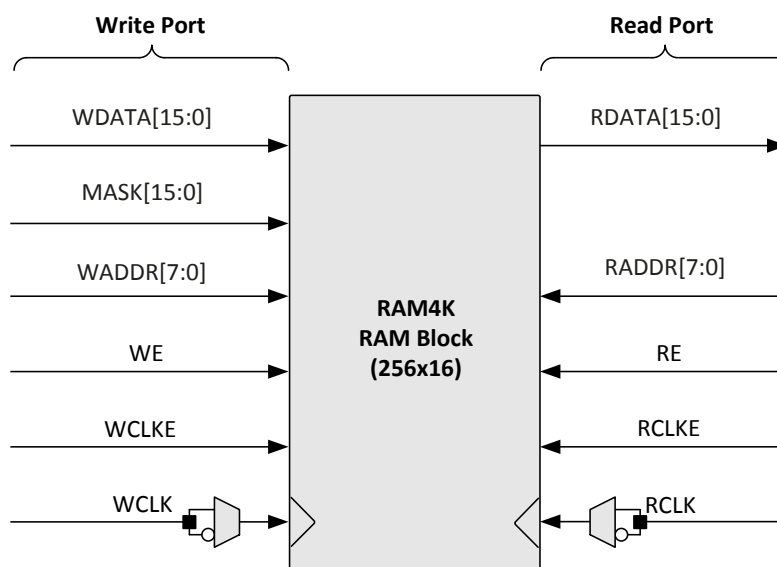 Write Port
Read Port
WDATA[15:0]
RDATA[15:0]
MASK[15:0]
WADDR[7:0]
RADDR[7:0]
RAM4K
RAM Block
(256x16)
WE
RE
WCLKE
RCLKE
WCLK
RCLK